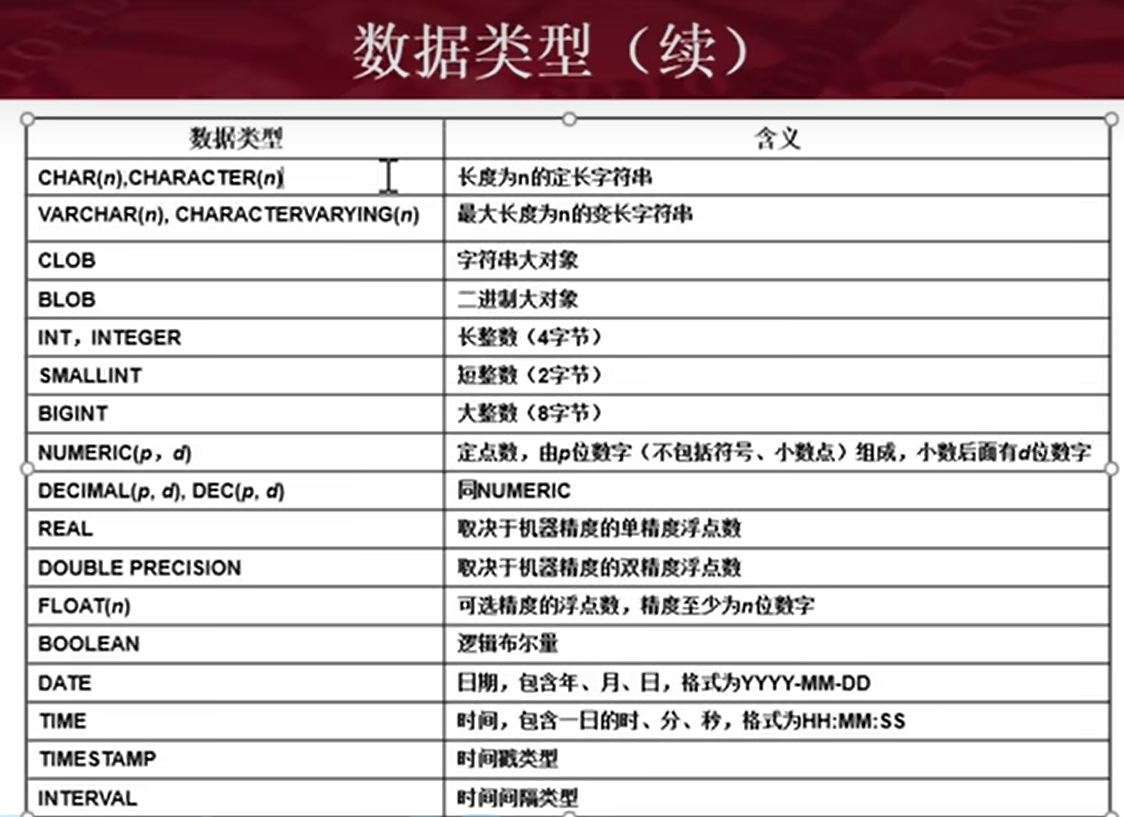 数据类型（续）
数据类型 含义
CHAR(n),CHARACTER(n) 长度为n的定长字符串
VARCHAR(n), CHARACTERVARYING(n) 最大长度为n的变长字符串
CLOB 字符串大对象
BLOB 二进制大对象
INT，INTEGER 长整数（4字节）
SMALLINT 短整数（2字节）
BIGINT 大整数（8字节）
NUMERIC(p，d) 定点数，由p位数字（不包括符号、小数点）组成，小数后面有d位数字
DECIMAL(p, d), DEC(p, d) 同NUMERIC
REAL 取决于机器精度的单精度浮点数
DOUBLE PRECISION 取决于机器精度的双精度浮点数
FLOAT(n) 可选精度的浮点数，精度至少为n位数字
BOOLEAN 逻辑布尔量
DATE 日期，包含年、月、日，格式为YYYY-MM-DD
TIME 时间，包含一日的时、分、秒，格式为HH:MM:SS
TIMESTAMP 时间戳类型
INTERVAL 时间间隔类型